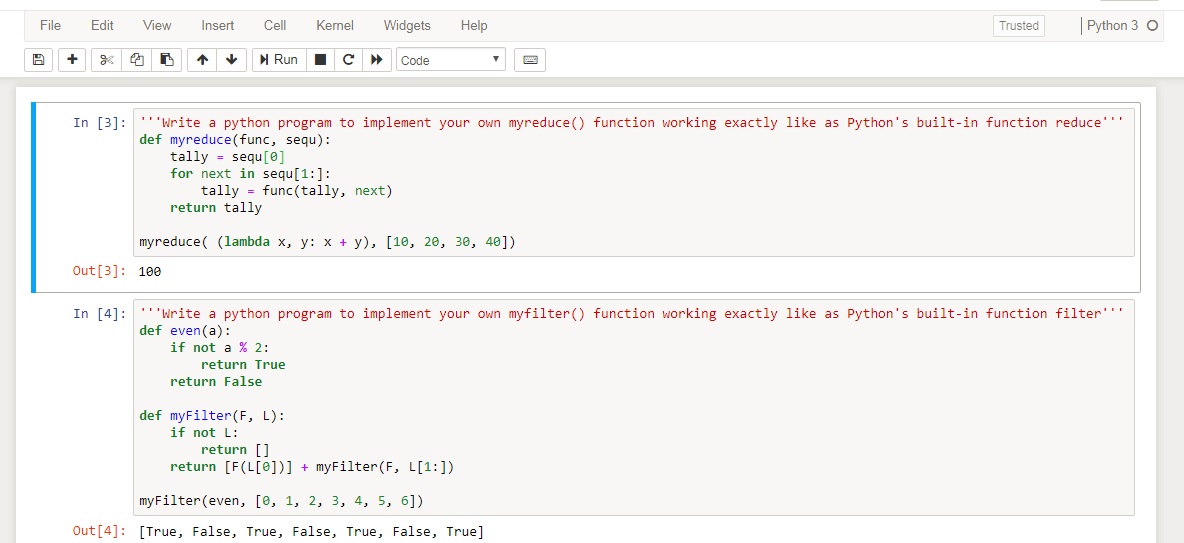 File Edit View Insert Cell Kernel Widgets Help Trusted Python 3
Run Code
In [3]: '''Write a python program to implement your own myreduce() function working exactly like as Python's built-in function reduce'''
def myreduce(func, sequ):
    tally = sequ[0]
    for next in sequ[1:]:
        tally = func(tally, next)
    return tally
myreduce( (lambda x, y: x + y), [10, 20, 30, 40])
Out[3]: 100
In [4]: '''Write a python program to implement your own myfilter() function working exactly like as Python's built-in function filter'''
def even(a):
    if not a % 2:
        return True
    return False
def myFilter(F, L):
    if not L:
        return []
    return [F(L[0])] + myFilter(F, L[1:])
myFilter(even, [0, 1, 2, 3, 4, 5, 6])
Out[4]: [True, False, True, False, True, False, True]